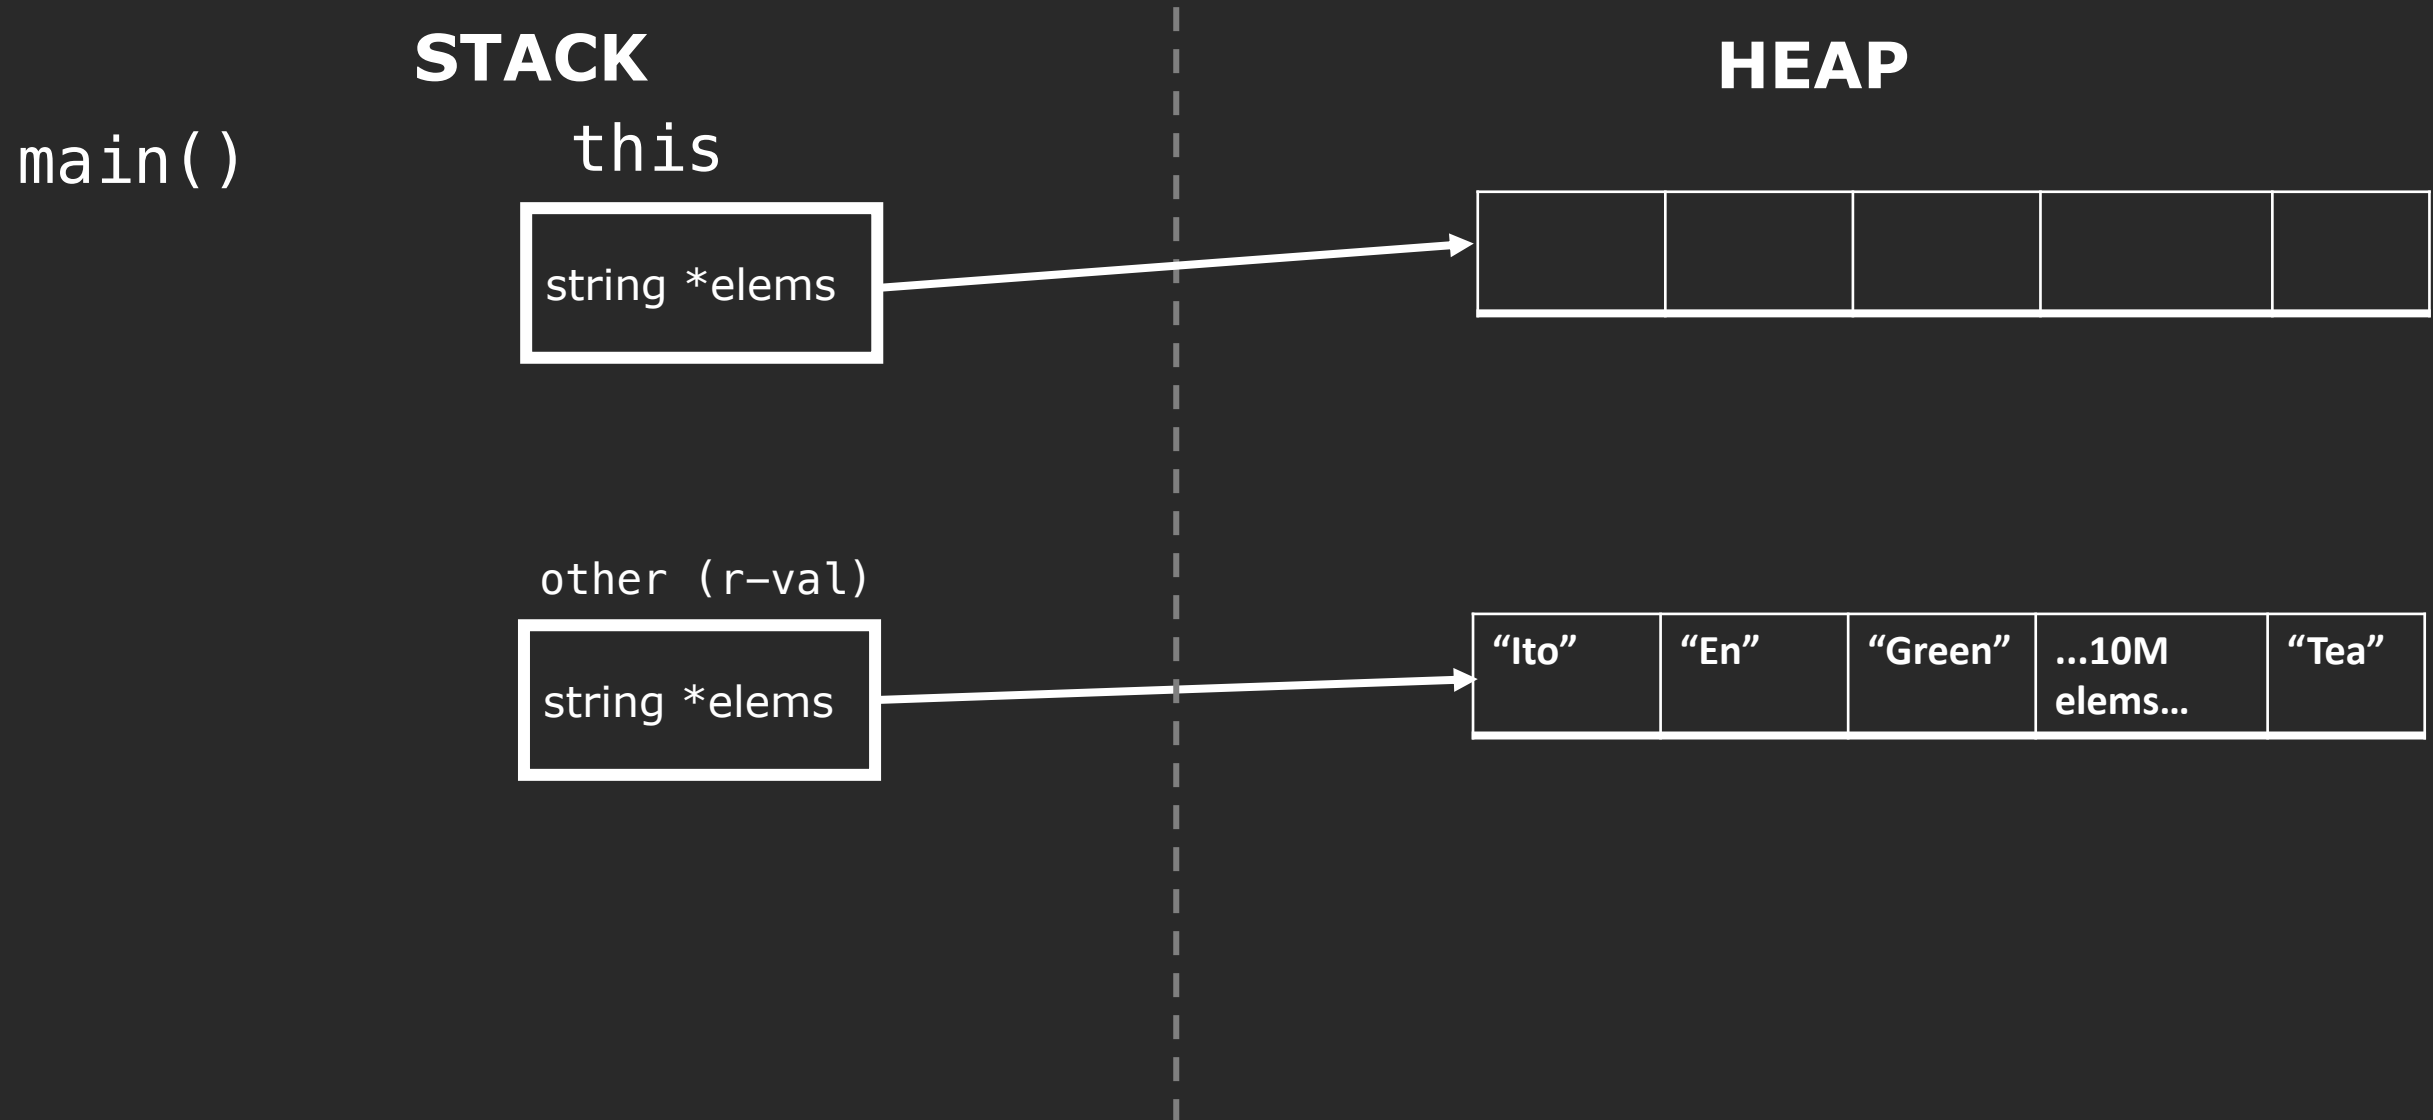 STACK
HEAP
main()
this
string *elems
other (r–val)
string *elems
“Ito”
“En”
“Green”
...10M
elems...
“Tea”